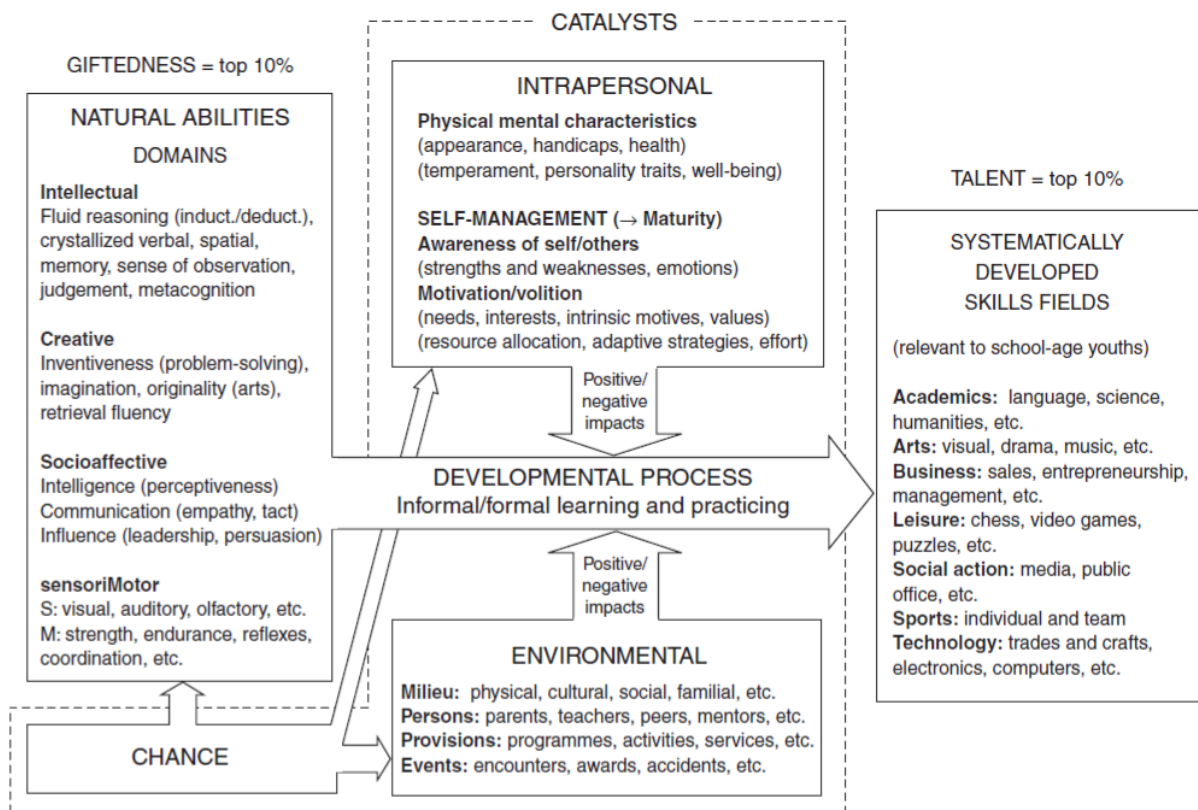 CATALYSTS
GIFTEDNESS = top 10%
NATURAL ABILITIES
DOMAINS
Intellectual
Fluid reasoning (induct./deduct.),
crystallized verbal, spatial,
memory, sense of observation,
judgement, metacognition
Creative
Inventiveness (problem-solving),
imagination, originality (arts),
retrieval fluency
Socioaffective
Intelligence (perceptiveness)
Communication (empathy, tact)
Influence (leadership, persuasion)
sensoriMotor
S: visual, auditory, olfactory, etc.
M: strength, endurance, reflexes,
coordination, etc.
CHANCE
INTRAPERSONAL
Physical mental characteristics
(appearance, handicaps, health)
(temperament, personality traits, well-being)
SELF-MANAGEMENT (→ Maturity)
Awareness of self/others
(strengths and weaknesses, emotions)
Motivation/volition
(needs, interests, intrinsic motives, values)
(resource allocation, adaptive strategies, effort)
Positive/
negative
impacts
DEVELOPMENTAL PROCESS
Informal/formal learning and practicing
Positive/
negative
impacts
ENVIRONMENTAL
Milieu: physical, cultural, social, familial, etc.
Persons: parents, teachers, peers, mentors, etc.
Provisions: programmes, activities, services, etc.
Events: encounters, awards, accidents, etc.
TALENT = top 10%
SYSTEMATICALLY
DEVELOPED
SKILLS FIELDS
(relevant to school-age youths)
Academics: language, science,
humanities, etc.
Arts: visual, drama, music, etc.
Business: sales, entrepreneurship,
management, etc.
Leisure: chess, video games,
puzzles, etc.
Social action: media, public
office, etc.
Sports: individual and team
Technology: trades and crafts,
electronics, computers, etc.